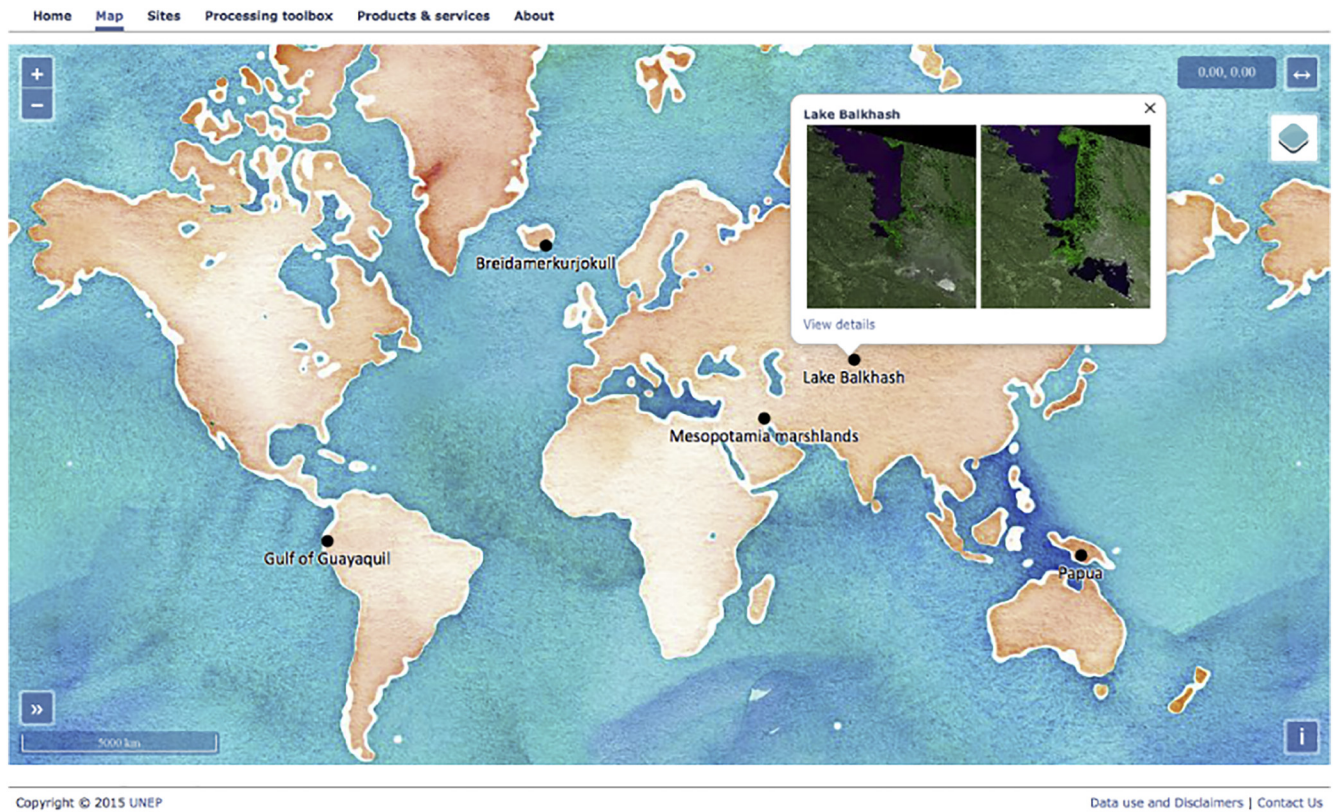 Home Map Sites Processing toolbox Products & services About
+
−
0.00, 0.00
↔
Lake Balkhash
×
View details
Breidamerkurjokull
Lake Balkhash
Mesopotamia marshlands
Gulf of Guayaquil
Papua
»
5000 km
i
Copyright © 2015 UNEP
Data use and Disclaimers | Contact Us